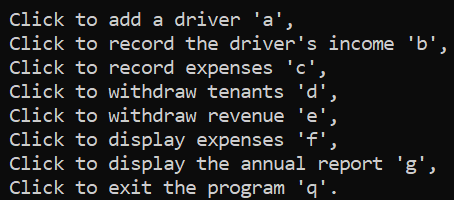 Click to add a driver 'a',
Click to record the driver's income 'b',
Click to record expenses 'c',
Click to withdraw tenants 'd',
Click to withdraw revenue 'e',
Click to display expenses 'f',
Click to display the annual report 'g',
Click to exit the program 'q'.